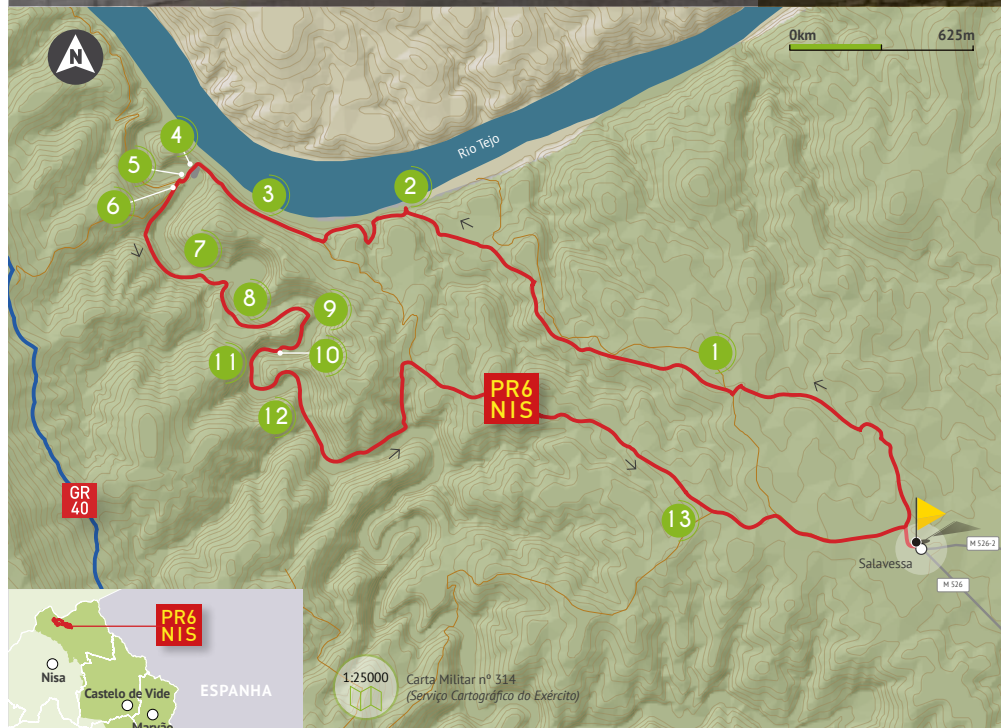 N
0km 625m
Rio Tejo
4
5
6
3
2
7
8
9
10
11
12
1
13
PR6
NIS
GR
40
Salavessa
M 526-2
M 526
PR6
NIS
Nisa
Castelo de Vide
Marvão
ESPANHA
1:25000
Carta Militar nº 314
(Serviço Cartográfico do Exército)